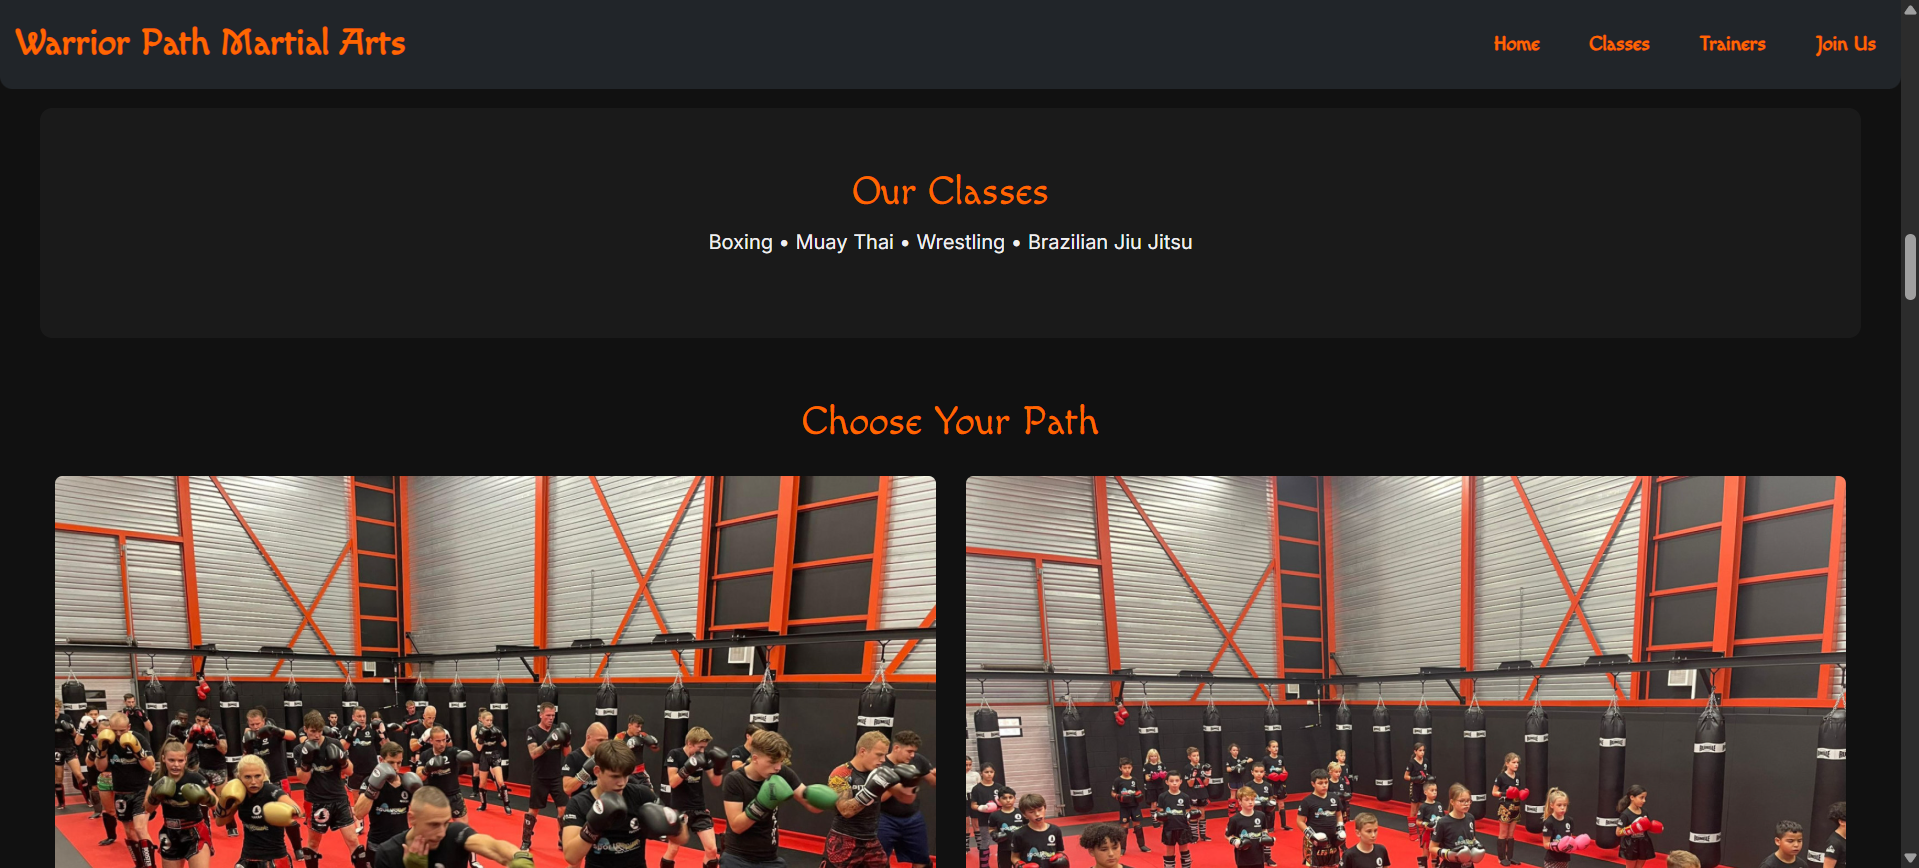 Warrior Path Martial Arts
Home
Classes
Trainers
Join Us
Our Classes
Boxing • Muay Thai • Wrestling • Brazilian Jiu Jitsu
Choose Your Path